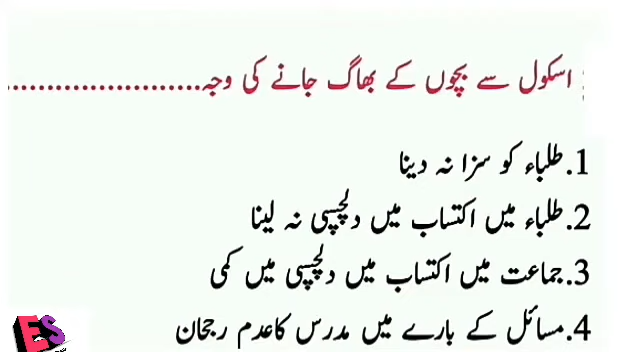 اسکول سے بچوں کے بھاگ جانے کی وجہ........................
1.طلباء کو سزا نہ دینا
2.طلباء میں اکتساب میں دلچسپی نہ لینا
3.جماعت میں اکتساب میں دلچسپی میں کمی
4.مسائل کے بارے میں مدرس کاعدم رجحان
ES